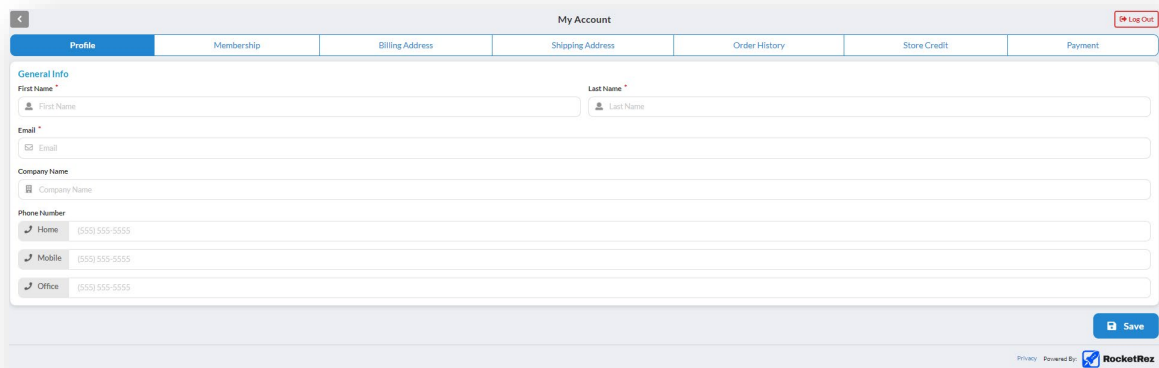 My Account
Log Out
Profile Membership Billing Address Shipping Address Order History Store Credit Payment
General Info
First Name * Last Name *
First Name Last Name
Email *
Email
Company Name
Company Name
Phone Number
Home (555) 555-5555
Mobile (555) 555-5555
Office (555) 555-5555
Save
Privacy Powered By: RocketRez